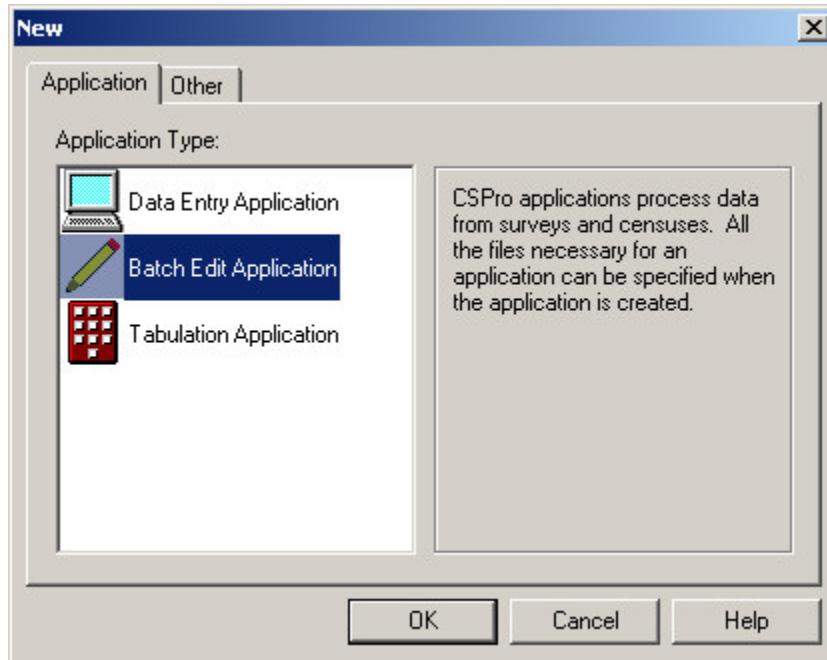 New
Application
Other
Application Type:
Data Entry Application
Batch Edit Application
Tabulation Application
CSPro applications process data
from surveys and censuses. All
the files necessary for an
application can be specified when
the application is created.
OK
Cancel
Help